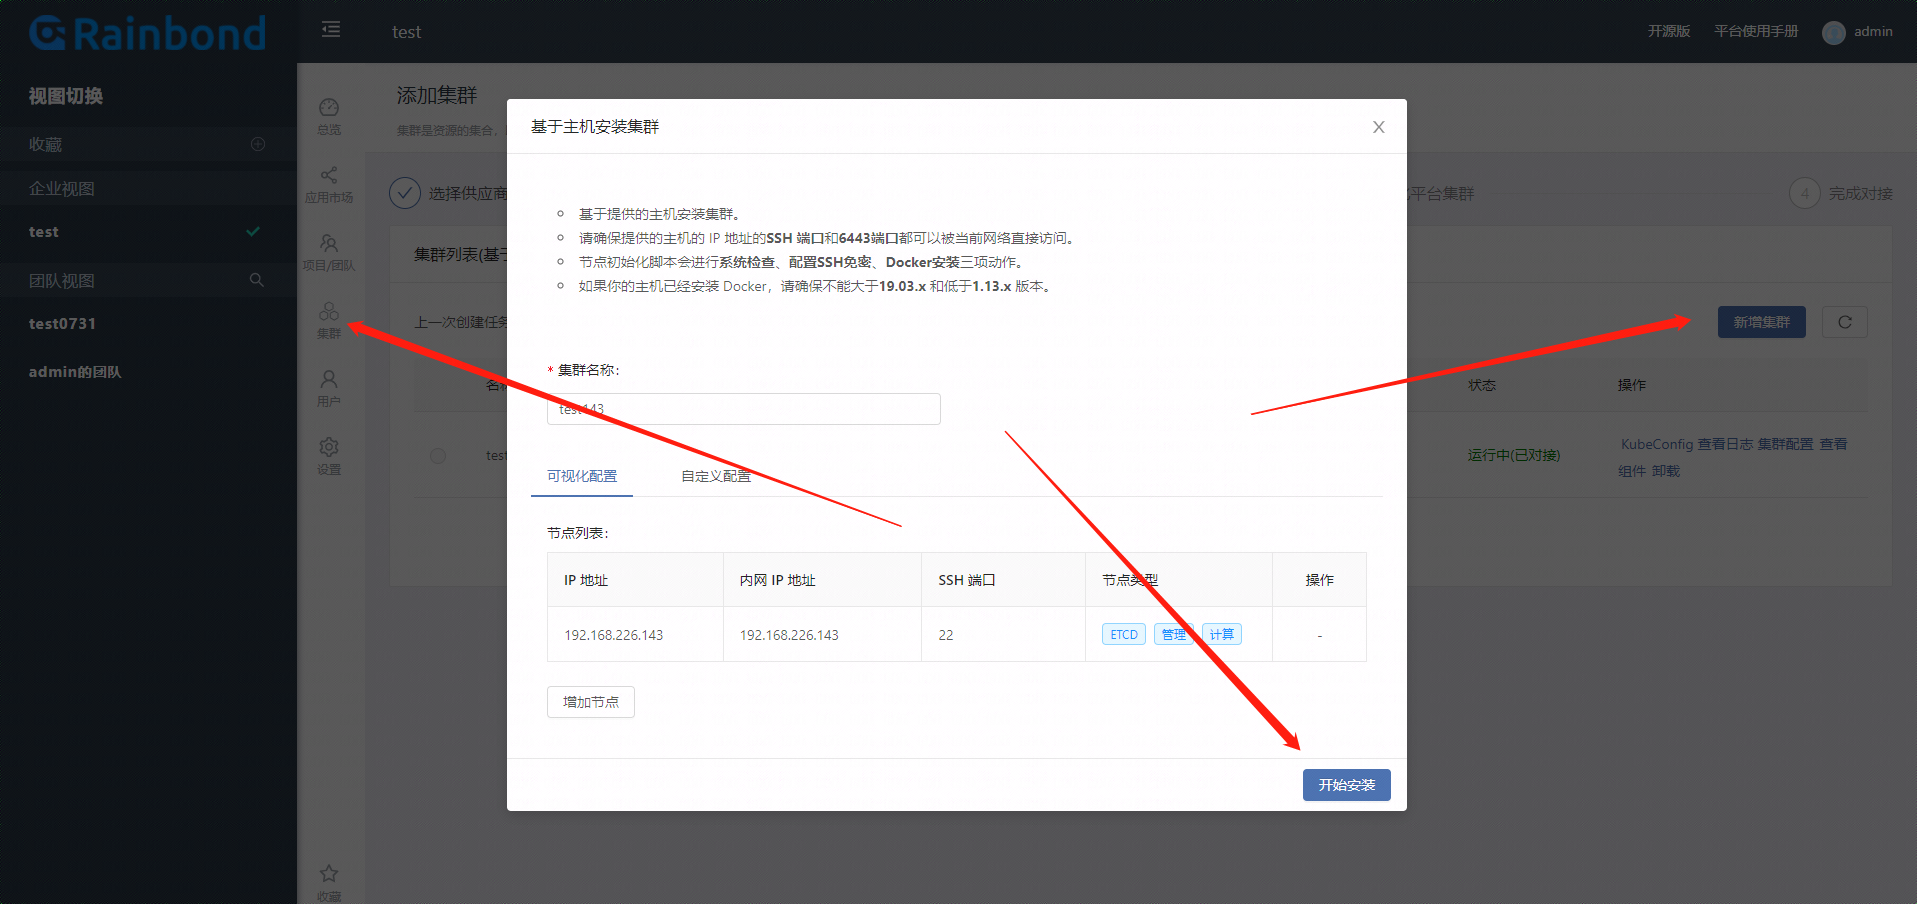 Rainbond
test
开源版
平台使用手册
admin
视图切换
收藏
企业视图
test
团队视图
test0731
admin的团队
总览
应用市场
项目/团队
集群
用户
设置
收藏
添加集群
集群是资源的集合,
选择供应商
平台集群
4 完成对接
集群列表(基于
上一次创建任务
新增集群
状态
操作
test
运行中(已对接)
KubeConfig 查看日志 集群配置 查看
组件 卸载
基于主机安装集群
基于提供的主机安装集群。
请确保提供的主机的 IP 地址的SSH 端口和6443端口都可以被当前网络直接访问。
节点初始化脚本会进行系统检查、配置SSH免密、Docker安装三项动作。
如果你的主机已经安装 Docker，请确保不能大于19.03.x 和低于1.13.x 版本。
* 集群名称:
test143
可视化配置
自定义配置
节点列表:
IP 地址
内网 IP 地址
SSH 端口
节点类型
操作
192.168.226.143
192.168.226.143
22
ETCD
管理
计算
-
增加节点
开始安装